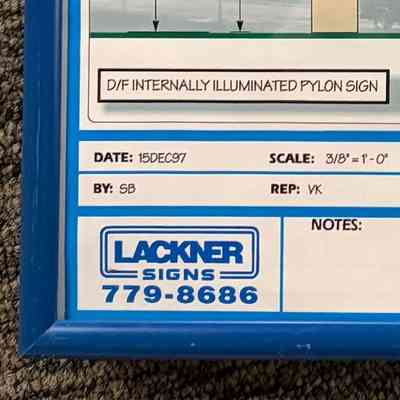 D/F INTERNALLY ILLUMINATED PYLON SIGN
DATE: 15DEC97 SCALE: 3/8" = 1' - 0"
BY: SB REP: VK
NOTES:
LACKNER
SIGNS
779-8686